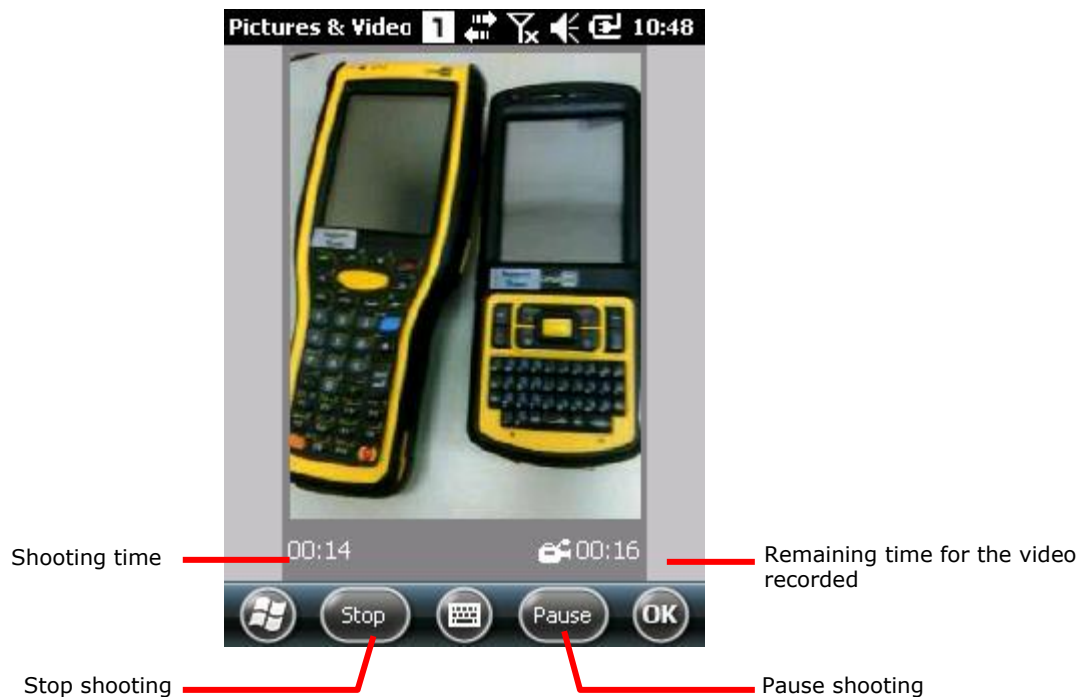 Pictures & Video 1 10:48
00:14 00:16
Shooting time
Remaining time for the video
recorded
Stop Pause OK
Stop shooting
Pause shooting